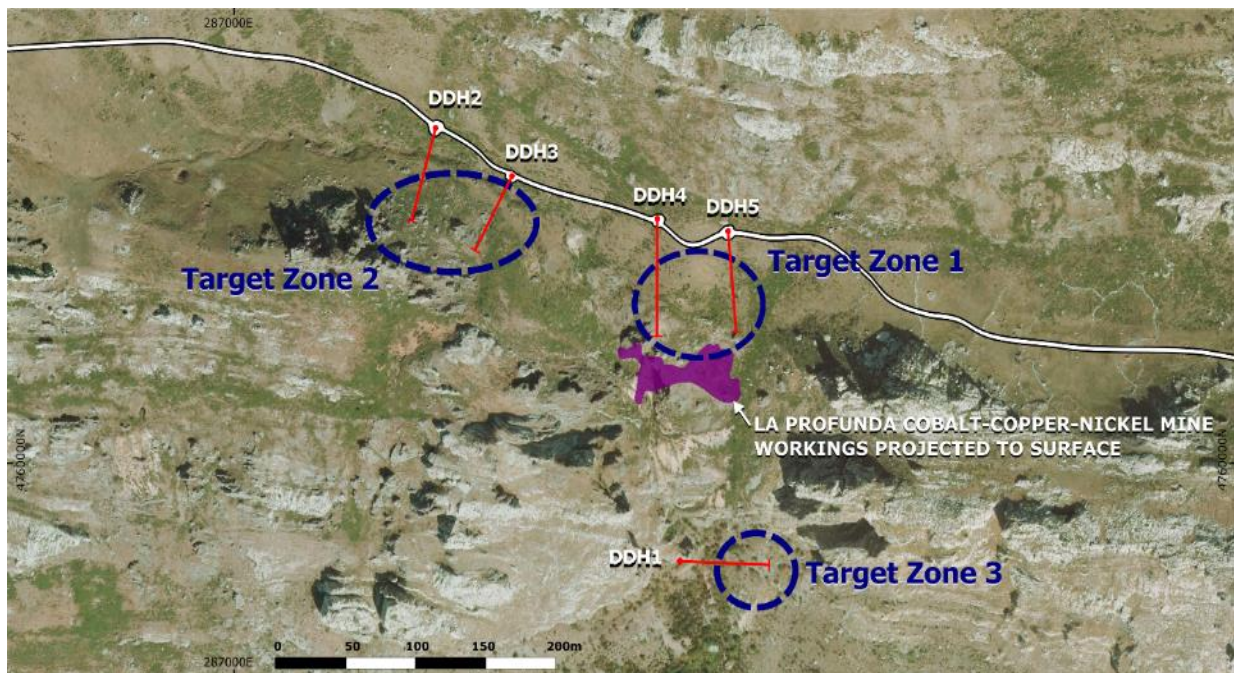 287000E
DDH2
DDH3
DDH4
DDH5
Target Zone 2
Target Zone 1
LA PROFUNDA COBALT-COPPER-NICKEL MINE
WORKINGS PROJECTED TO SURFACE
4760000N
4760000N
DDH1
Target Zone 3
0 50 100 150 200m
287000E